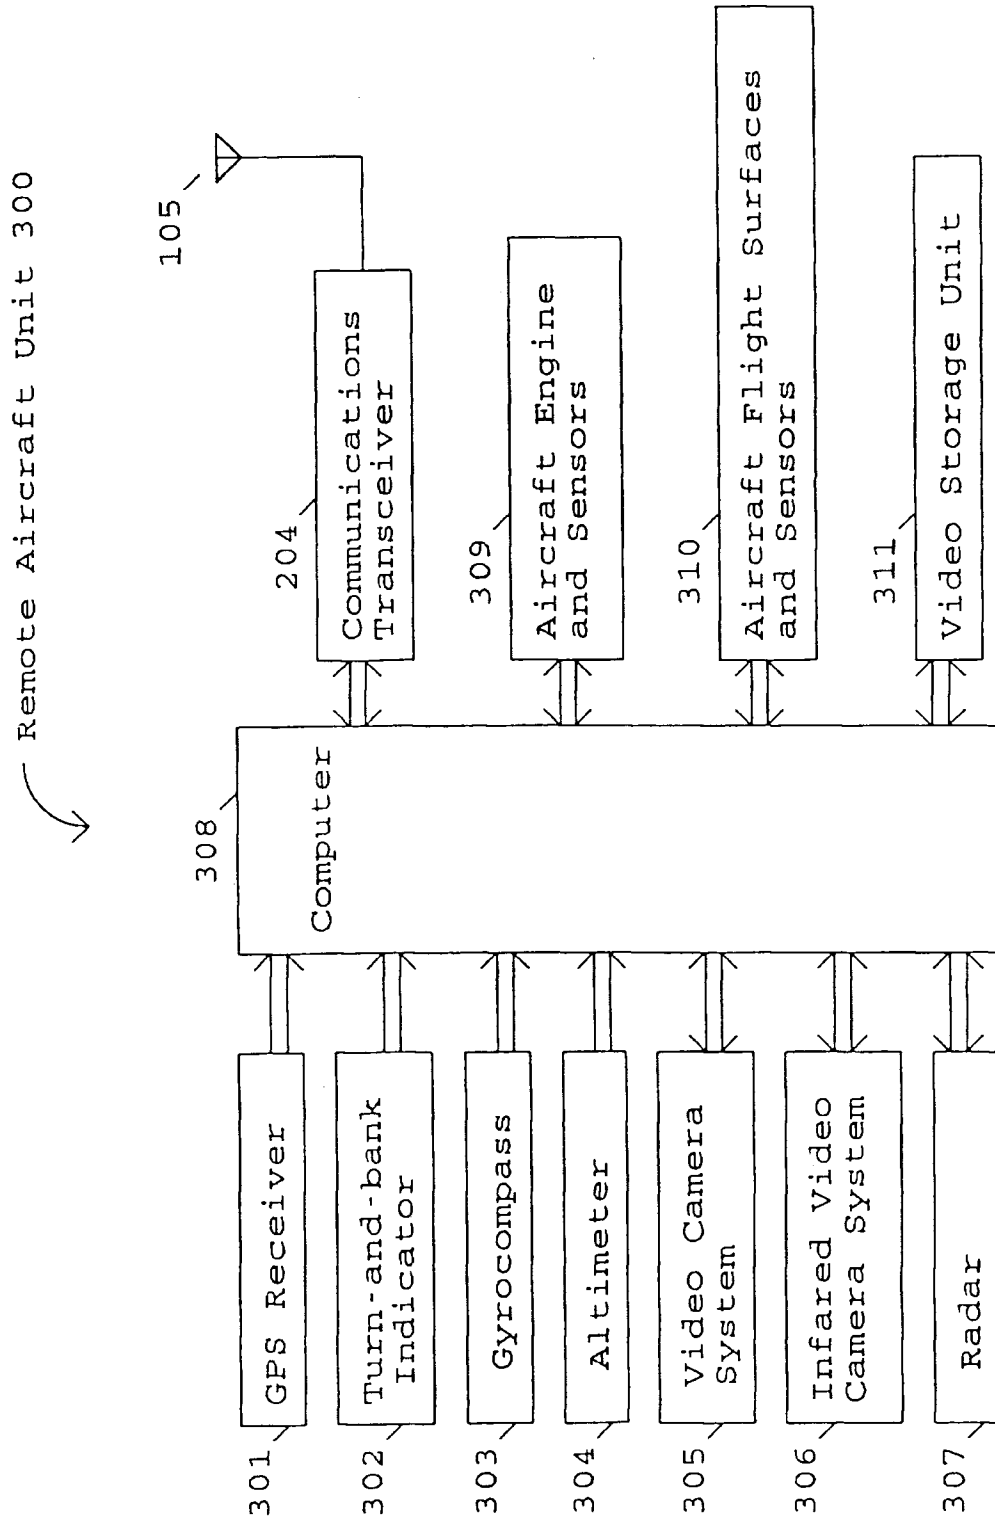 Remote Aircraft Unit 300
105
308
Computer
301
GPS Receiver
302
Turn-and-bank
Indicator
303
Gyrocompass
304
Altimeter
305
Video Camera
System
306
Infared Video
Camera System
307
Radar
204
Communications
Transceiver
309
Aircraft Engine
and Sensors
310
Aircraft Flight Surfaces
and Sensors
311
Video Storage Unit